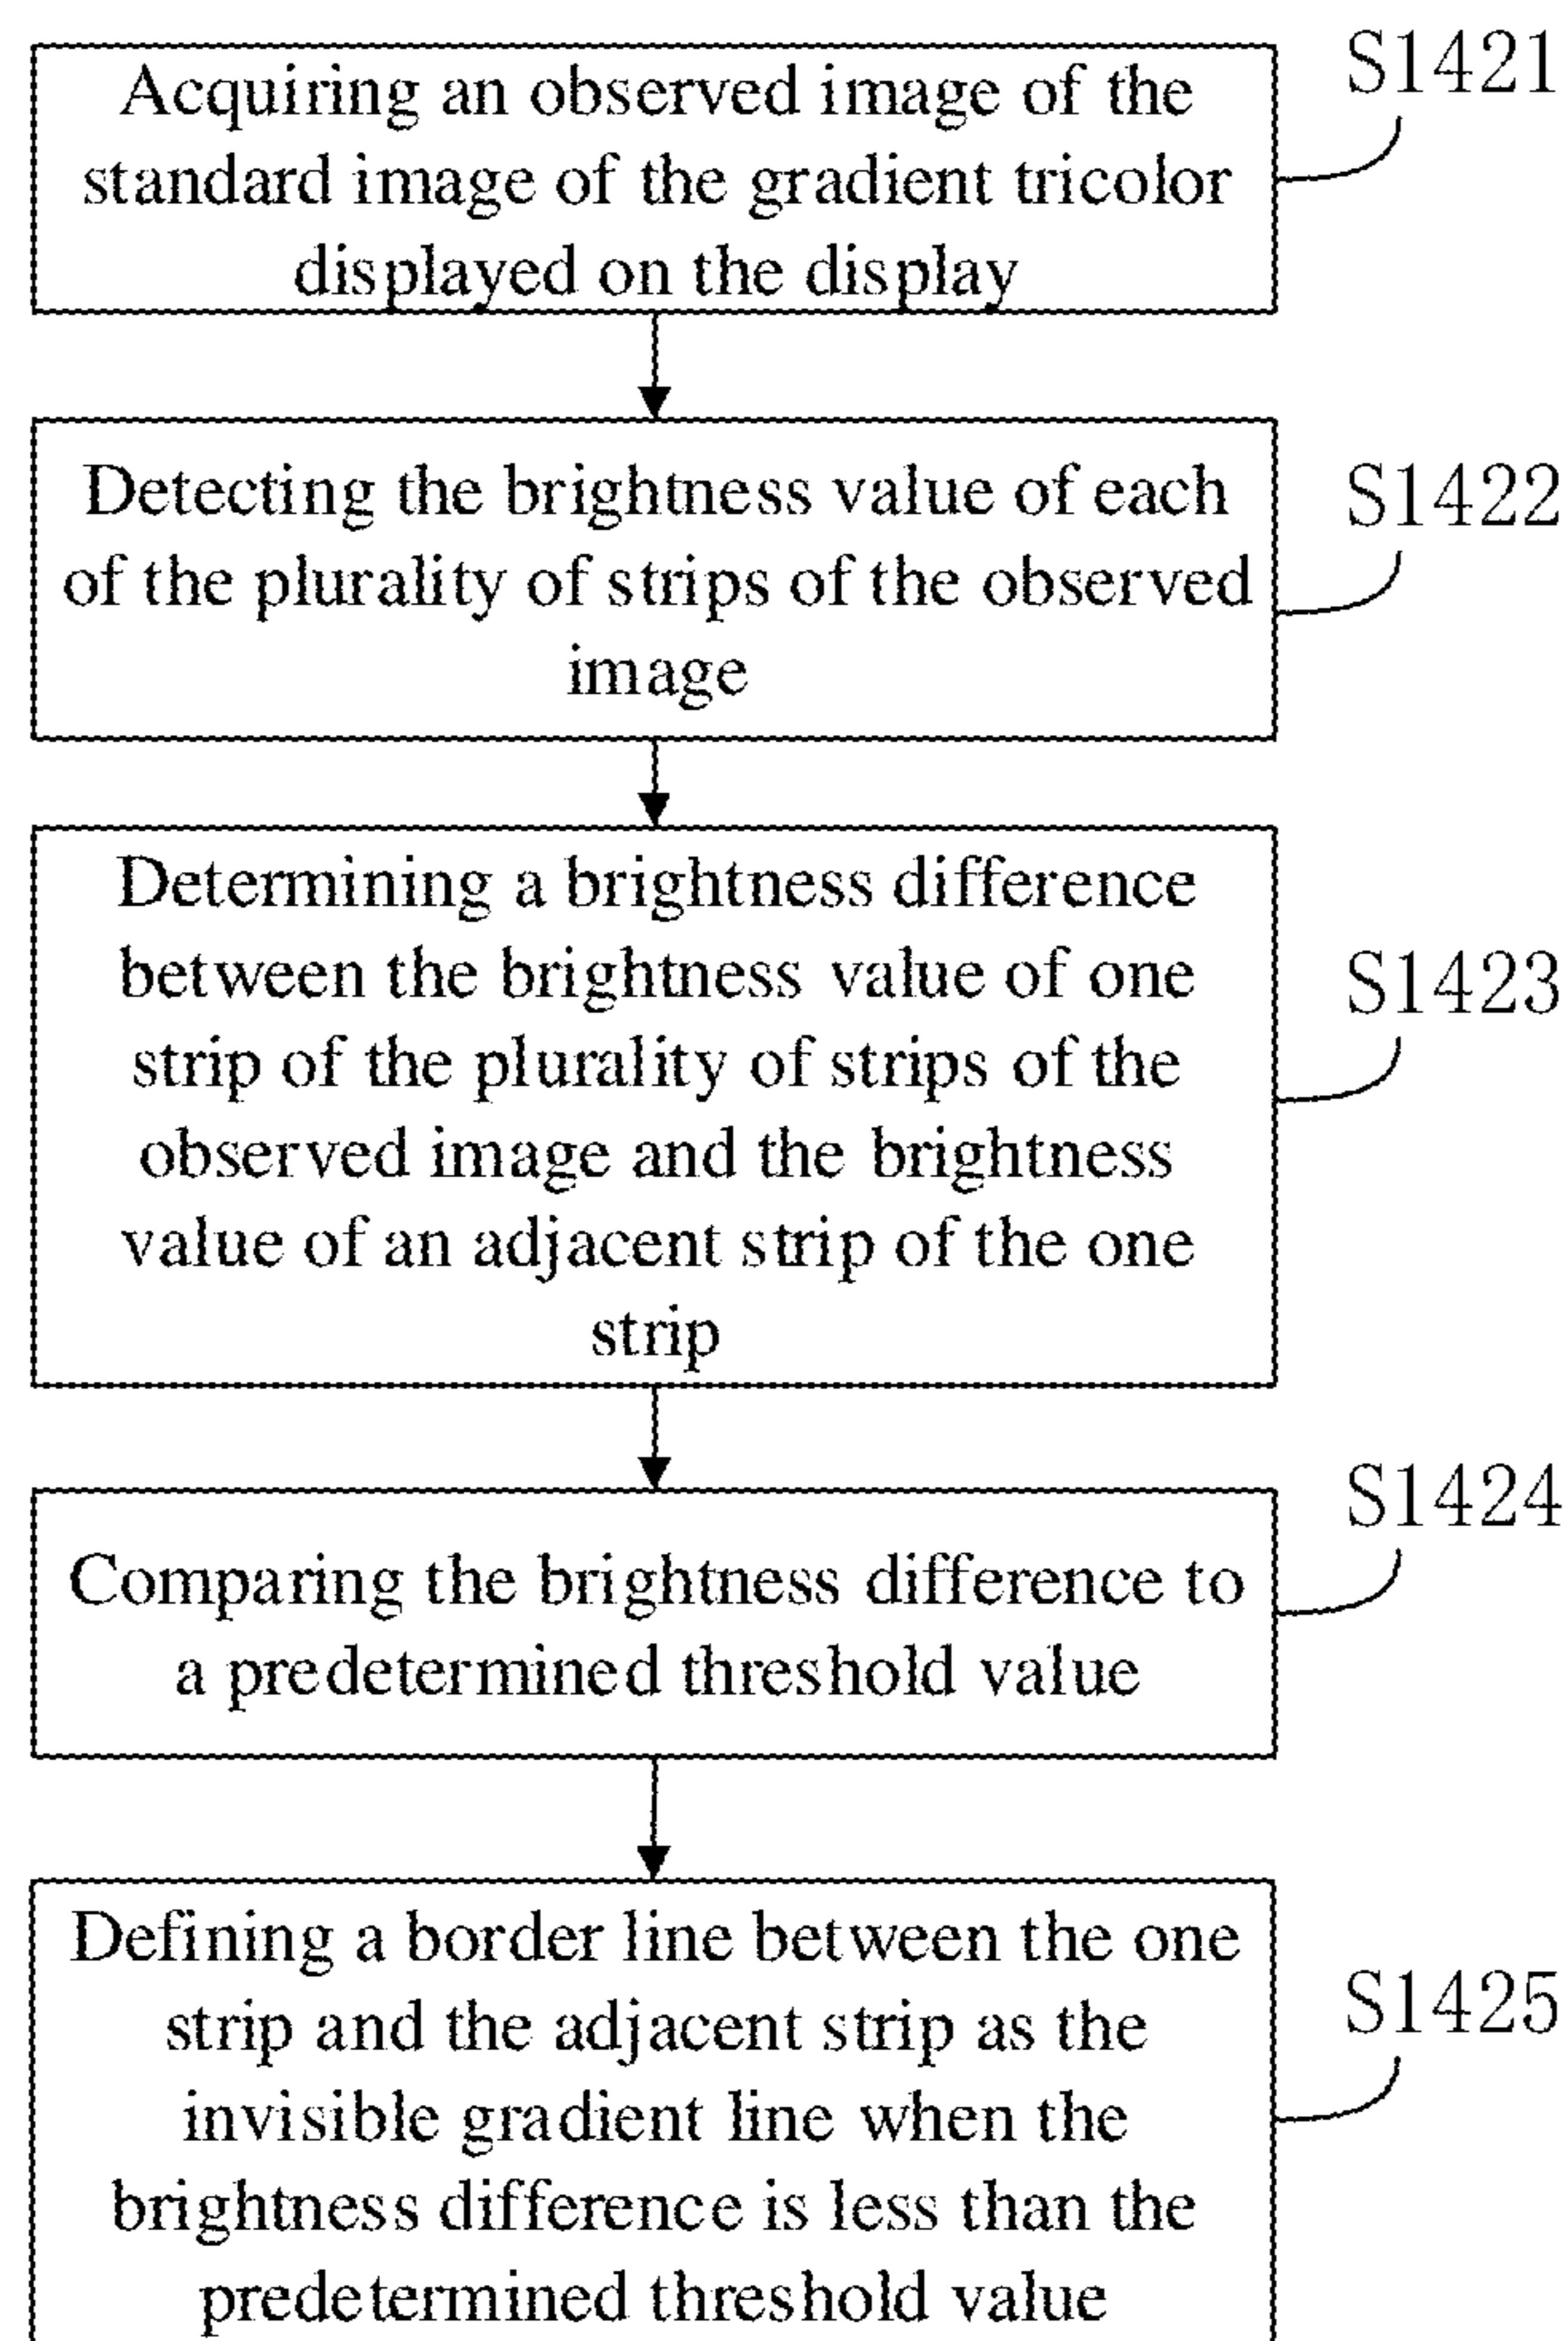 S1421
Acquiring an observed image of the
standard image of the gradient tricolor
displayed on the display
S1422
Detecting the brightness value of each
of the plurality of strips of the observed
image
S1423
Determining a brightness difference
between the brightness value of one
strip of the plurality of strips of the
observed image and the brightness
value of an adjacent strip of the one
strip
S1424
Comparing the brightness difference to
a predetermined threshold value
S1425
Defining a border line between the one
strip and the adjacent strip as the
invisible gradient line when the
brightness difference is less than the
predetermined threshold value